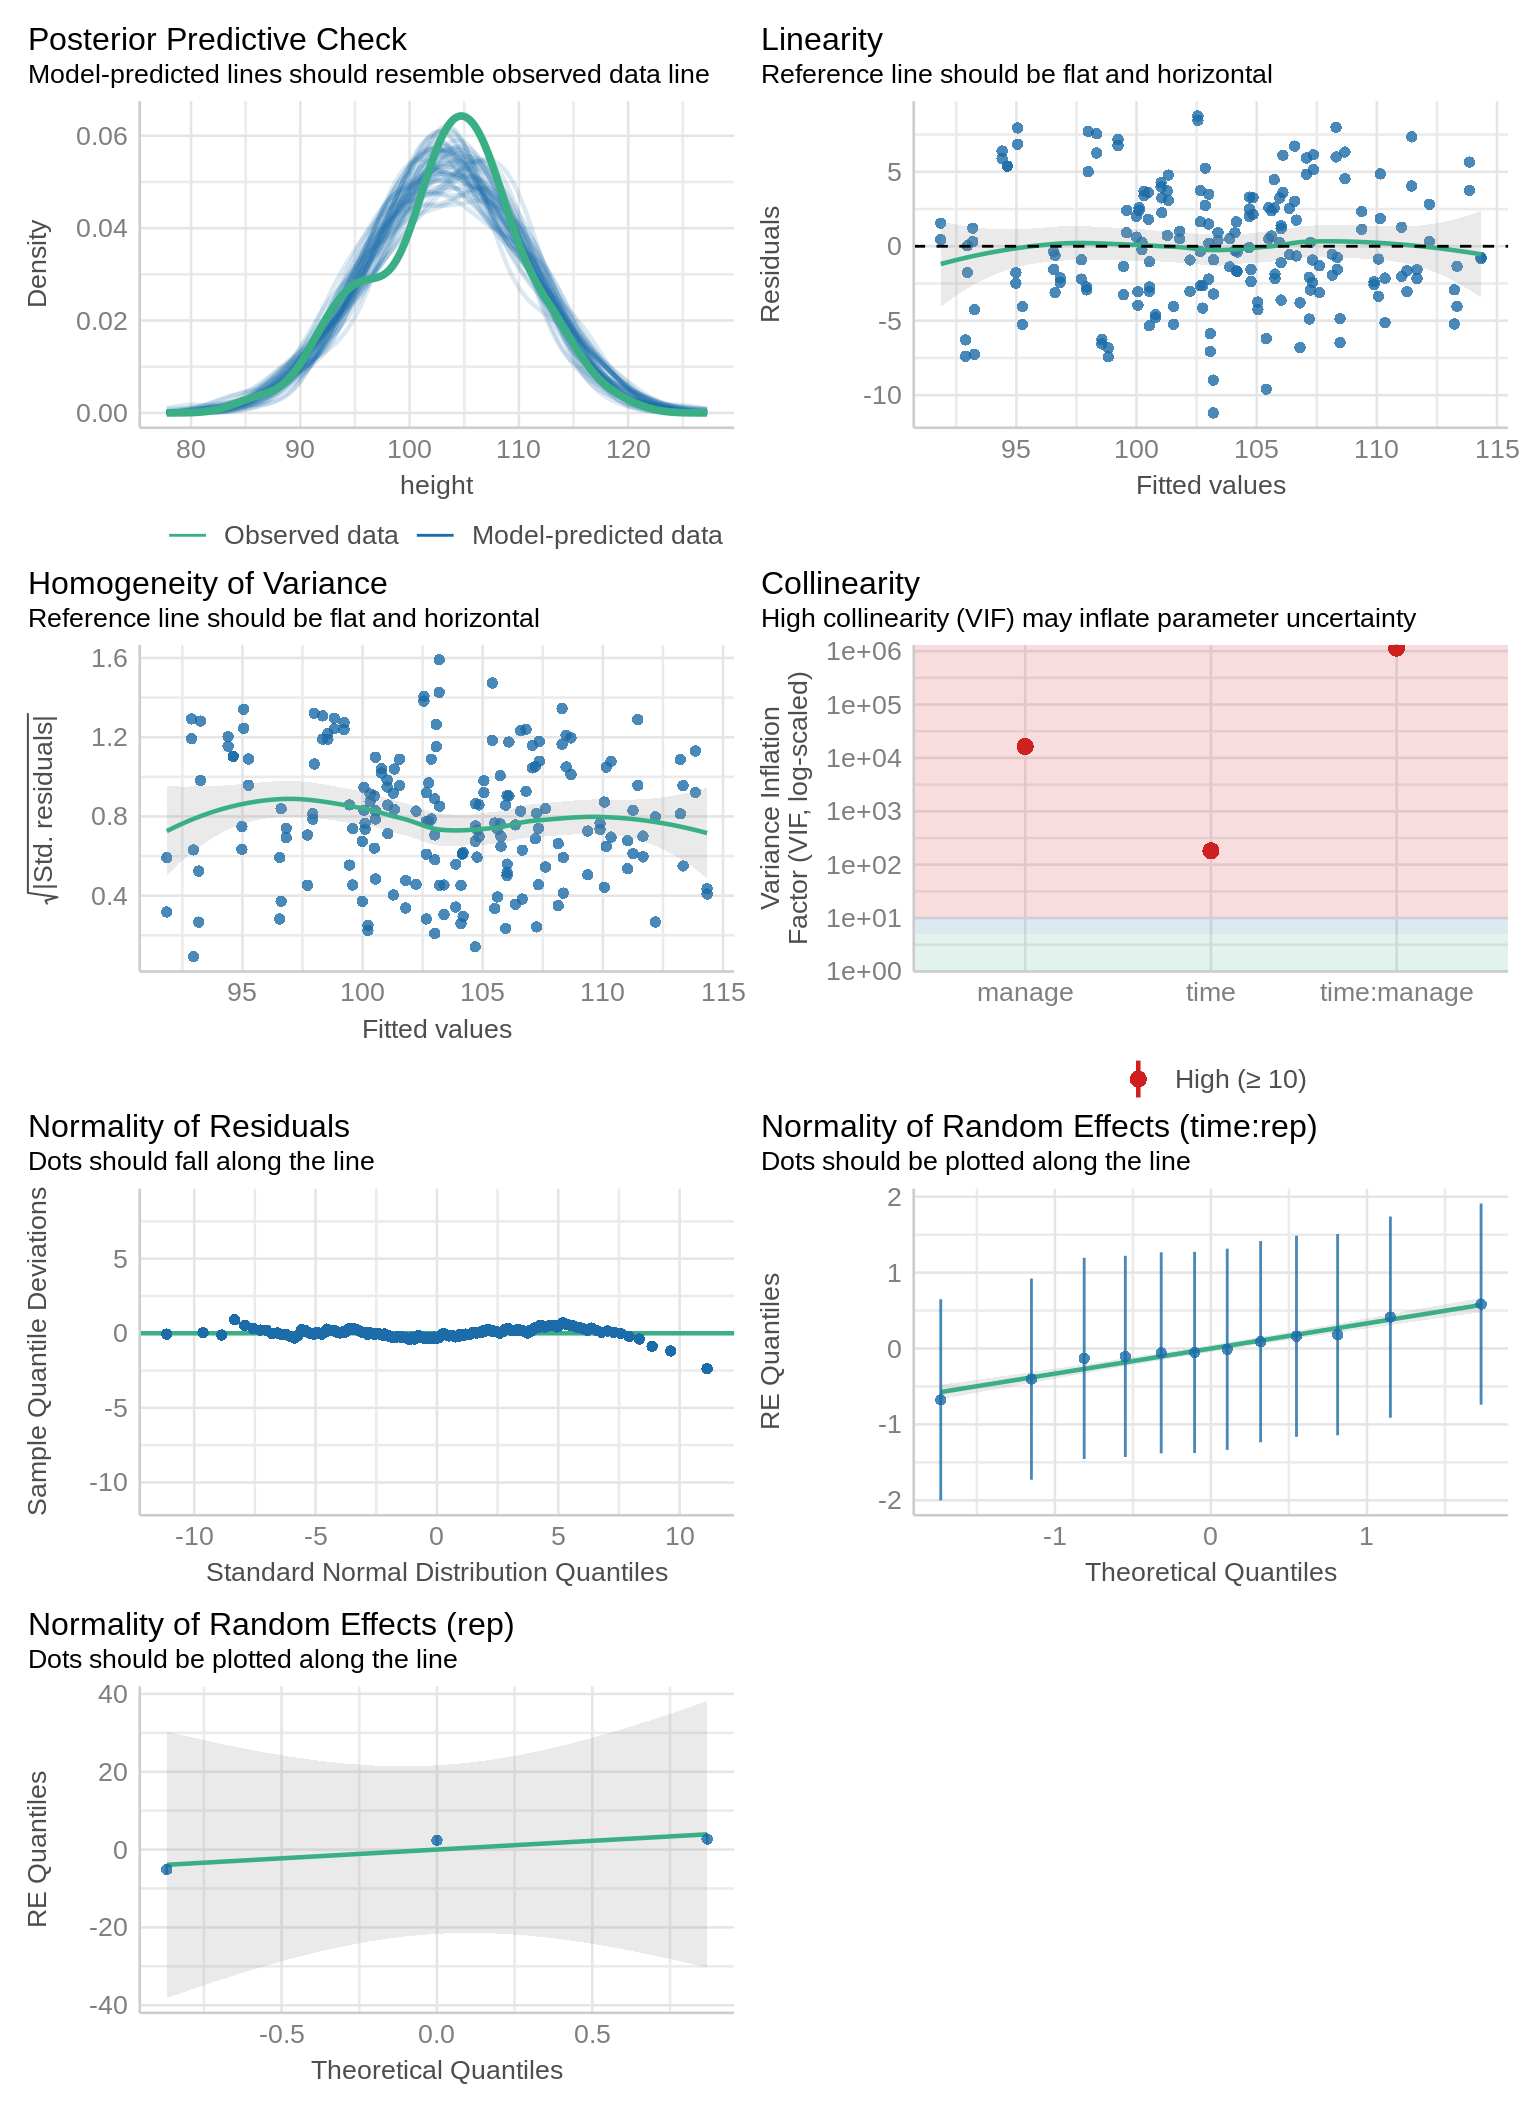 Posterior Predictive Check
Model-predicted lines should resemble observed data line
0.06
0.04
0.02
0.00
Density
80 90 100 110 120
height
Observed data Model-predicted data
Linearity
Reference line should be flat and horizontal
5
0
-5
-10
Residuals
95 100 105 110 115
Fitted values
Homogeneity of Variance
Reference line should be flat and horizontal
1.6
1.2
0.8
0.4
√|Std. residuals|
95 100 105 110 115
Fitted values
Collinearity
High collinearity (VIF) may inflate parameter uncertainty
1e+06
1e+05
1e+04
1e+03
1e+02
1e+01
1e+00
Variance Inflation
Factor (VIF, log-scaled)
manage time time:manage
High (≥ 10)
Normality of Residuals
Dots should fall along the line
5
0
-5
-10
Sample Quantile Deviations
-10 -5 0 5 10
Standard Normal Distribution Quantiles
Normality of Random Effects (time:rep)
Dots should be plotted along the line
2
1
0
-1
-2
RE Quantiles
-1 0 1
Theoretical Quantiles
Normality of Random Effects (rep)
Dots should be plotted along the line
40
20
0
-20
-40
RE Quantiles
-0.5 0.0 0.5
Theoretical Quantiles